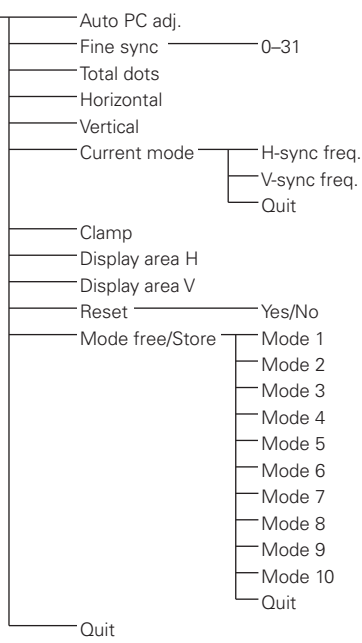 Auto PC adj.
Fine sync 0–31
Total dots
Horizontal
Vertical
Current mode H-sync freq.
V-sync freq.
Quit
Clamp
Display area H
Display area V
Reset Yes/No
Mode free/Store Mode 1
Mode 2
Mode 3
Mode 4
Mode 5
Mode 6
Mode 7
Mode 8
Mode 9
Mode 10
Quit
Quit